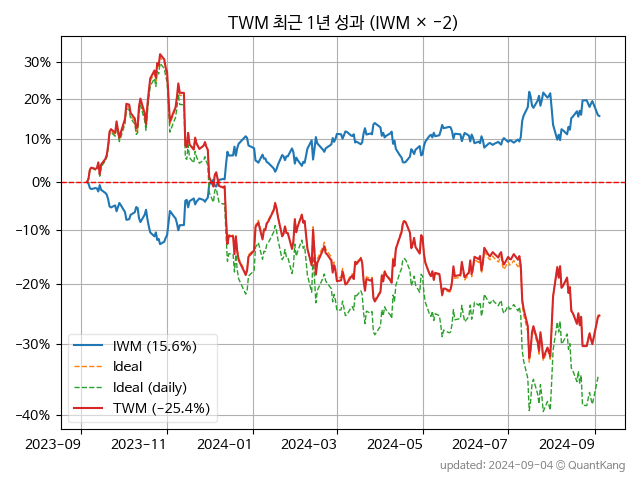 TWM 최근 1년 성과 (IWM × −2)
30%
20%
10%
0%
−10%
−20%
−30%
−40%
IWM (15.6%)
Ideal
Ideal (daily)
TWM (−25.4%)
2023−09 2023−11 2024−01 2024−03 2024−05 2024−07 2024−09
updated: 2024−09−04 © QuantKang